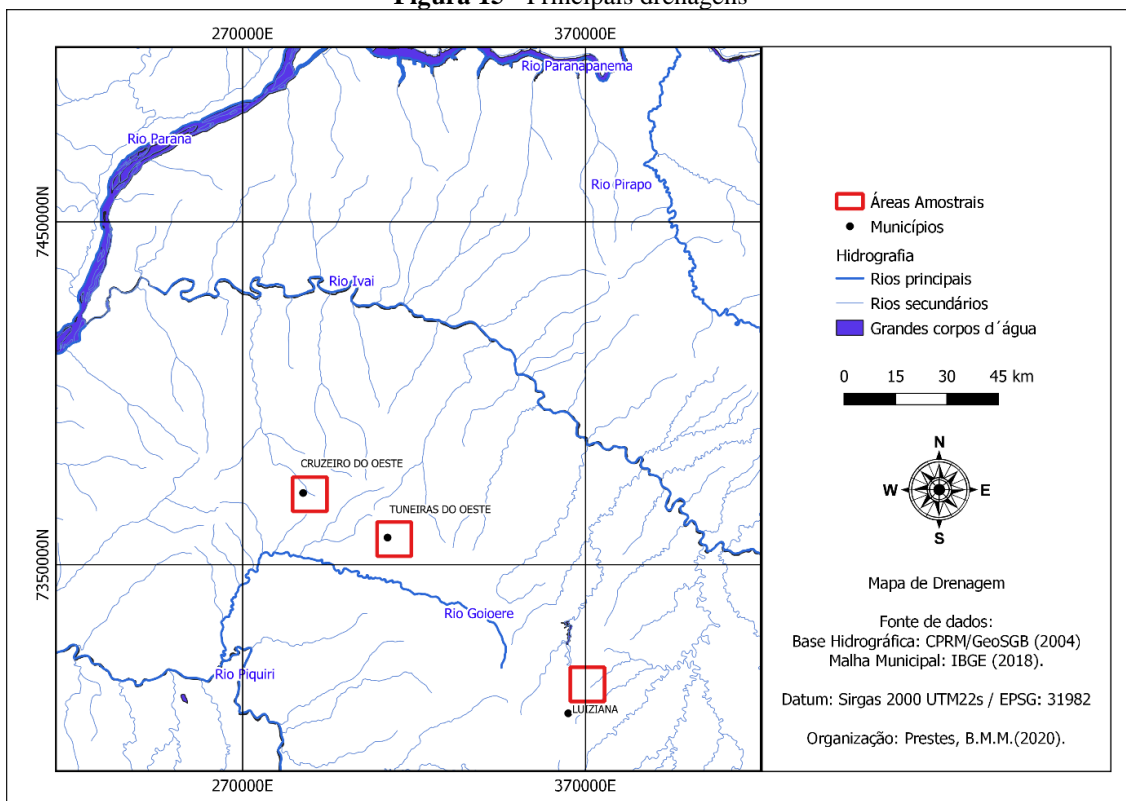 Figura 15 - Principais drenagens
270000E
370000E
Rio Paranapanema
Rio Parana
Rio Pirapo
7450000N
Rio Ivai
CRUZEIRO DO OESTE
TUNEIRAS DO OESTE
7350000N
Rio Goioere
Rio Piquiri
LUIZIANA
270000E
370000E
Áreas Amostrais
Municípios
Hidrografia
Rios principais
Rios secundários
Grandes corpos d´água
0 15 30 45 km
N
W E
S
Mapa de Drenagem
Fonte de dados:
Base Hidrográfica: CPRM/GeoSGB (2004)
Malha Municipal: IBGE (2018).
Datum: Sirgas 2000 UTM22s / EPSG: 31982
Organização: Prestes, B.M.M.(2020).